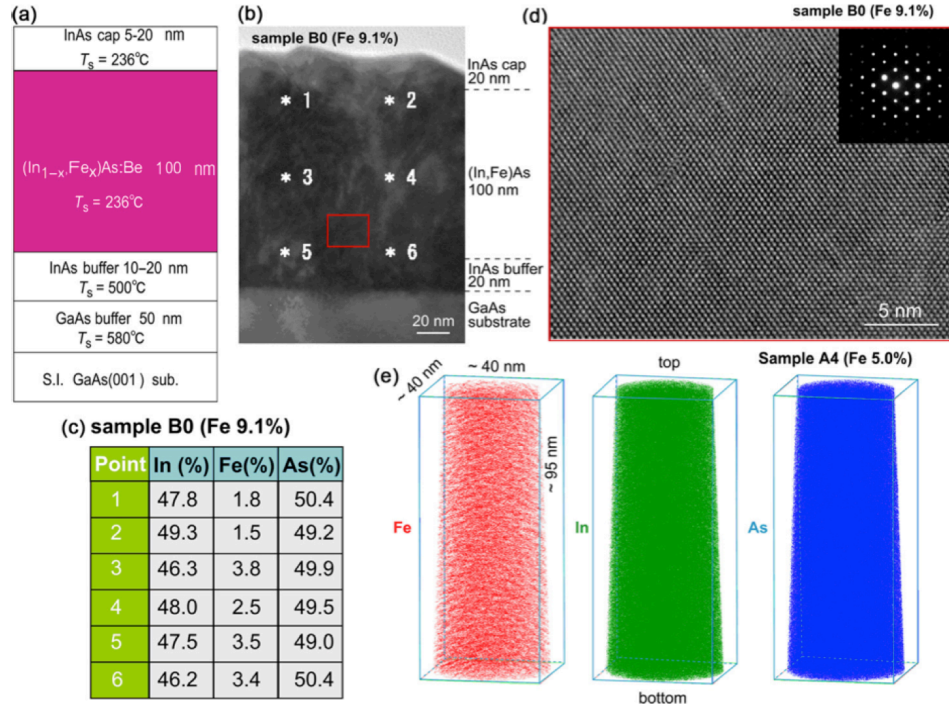 (a)
InAs cap 5-20 nm
Ts = 236°C
(In1-x,Fex)As:Be 100 nm
Ts = 236°C
InAs buffer 10–20 nm
Ts = 500°C
GaAs buffer 50 nm
Ts = 580°C
S.I. GaAs(001) sub.
(b)
sample B0 (Fe 9.1%)
* 1 * 2
* 3 * 4
* 5 * 6
20 nm
InAs cap
20 nm
(In,Fe)As
100 nm
InAs buffer
20 nm
GaAs
substrate
(d)
sample B0 (Fe 9.1%)
5 nm
(c) sample B0 (Fe 9.1%)
Point In (%) Fe(%) As(%)
1 47.8 1.8 50.4
2 49.3 1.5 49.2
3 46.3 3.8 49.9
4 48.0 2.5 49.5
5 47.5 3.5 49.0
6 46.2 3.4 50.4
(e)
~ 40 nm
~ 40 nm
~ 95 nm
top
Sample A4 (Fe 5.0%)
Fe
In
As
bottom